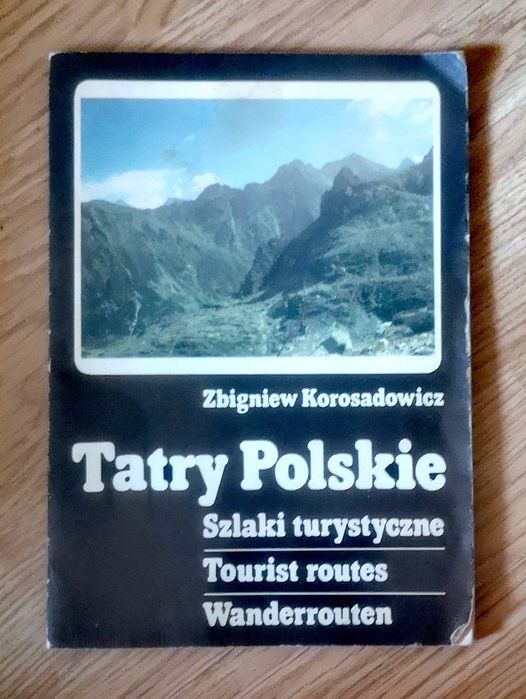 Zbigniew Korosadowicz
Tatry Polskie
Szlaki turystyczne
Tourist routes
Wanderrouten